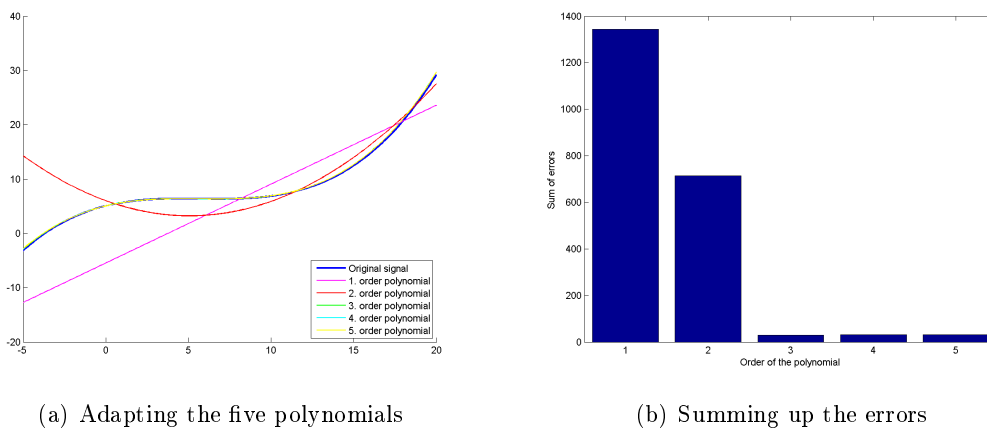 40
30
20
10
0
-10
-20
-5
0
5
10
15
20
Original signal
1. order polynomial
2. order polynomial
3. order polynomial
4. order polynomial
5. order polynomial
(a) Adapting the five polynomials
1400
1200
1000
800
600
400
200
0
Sum of errors
1
2
3
4
5
Order of the polynomial
(b) Summing up the errors